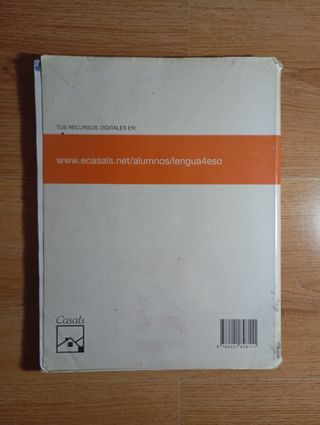 TUS RECURSOS DIGITALES EN:
www.ecasals.net/alumnos/lengua4eso
Casals